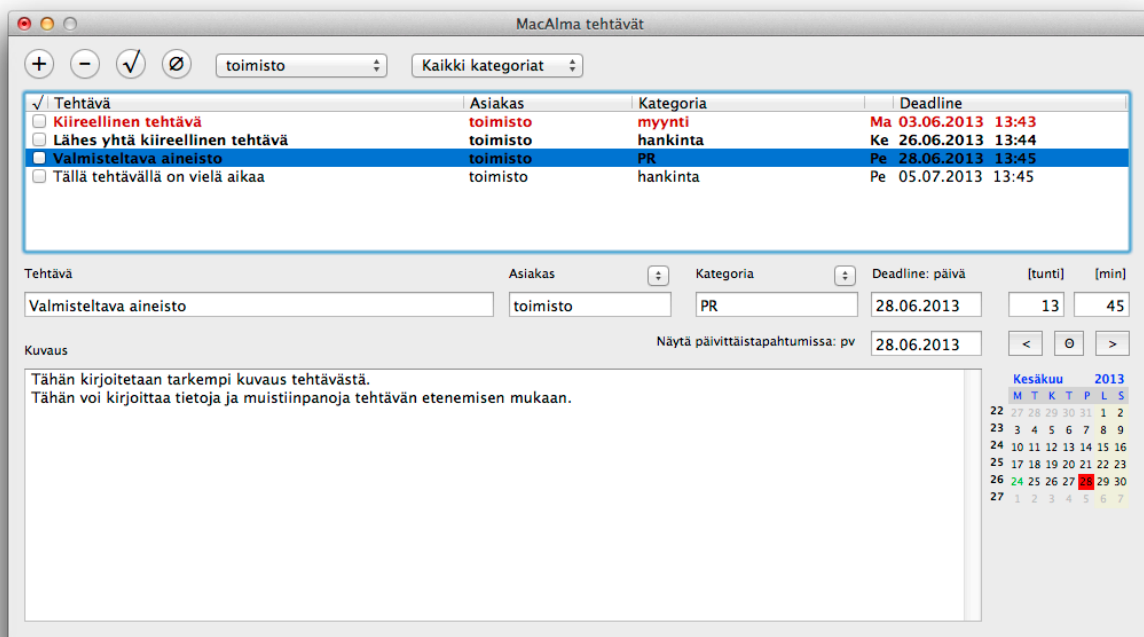 MacAlma tehtävät
+ − √ Ø toimisto Kaikki kategoriat
√ Tehtävä Asiakas Kategoria Deadline
Kiireellinen tehtävä toimisto myynti Ma 03.06.2013 13:43
Lähes yhtä kiireellinen tehtävä toimisto hankinta Ke 26.06.2013 13:44
Valmisteltava aineisto toimisto PR Pe 28.06.2013 13:45
Tällä tehtävällä on vielä aikaa toimisto hankinta Pe 05.07.2013 13:45
Tehtävä Asiakas Kategoria Deadline: päivä [tunti] [min]
Valmisteltava aineisto toimisto PR 28.06.2013 13 45
Näytä päivittäistapahtumissa: pv 28.06.2013 < ʘ >
Kuvaus
Tähän kirjoitetaan tarkempi kuvaus tehtävästä.
Tähän voi kirjoittaa tietoja ja muistiinpanoja tehtävän etenemisen mukaan.
Kesäkuu 2013
M T K T P L S
22 27 28 29 30 31 1 2
23 3 4 5 6 7 8 9
24 10 11 12 13 14 15 16
25 17 18 19 20 21 22 23
26 24 25 26 27 28 29 30
27 1 2 3 4 5 6 7